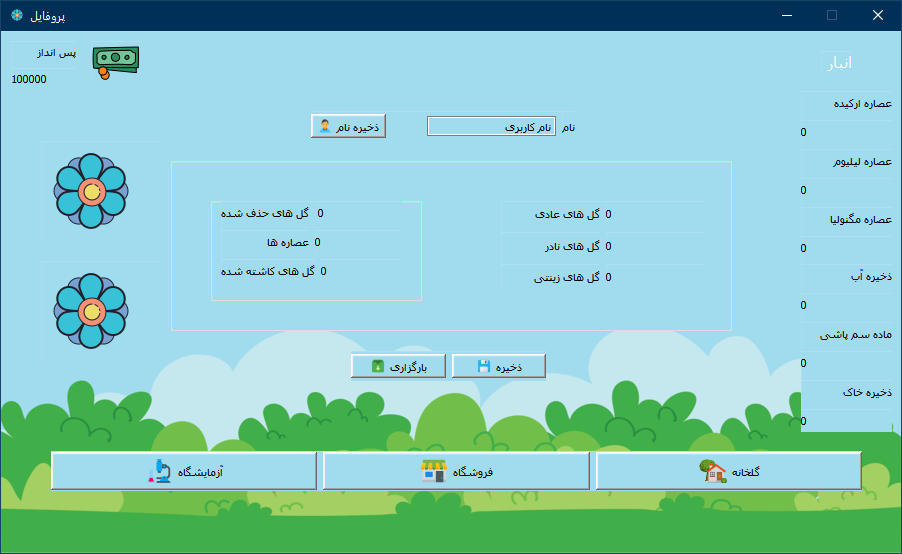 پروفایل
پس انداز
100000
انبار
عصاره ارکیده
0
عصاره لیلیوم
0
عصاره مگنولیا
0
ذخیره آب
0
ماده سم پاشی
0
ذخیره خاک
0
نام
نام کاربری
ذخیره نام
گل های عادی 0
گل های نادر 0
گل های زینتی 0
گل های حذف شده 0
عصاره ها 0
گل های کاشته شده 0
ذخیره
بارگزاری
گلخانه
فروشگاه
آزمایشگاه